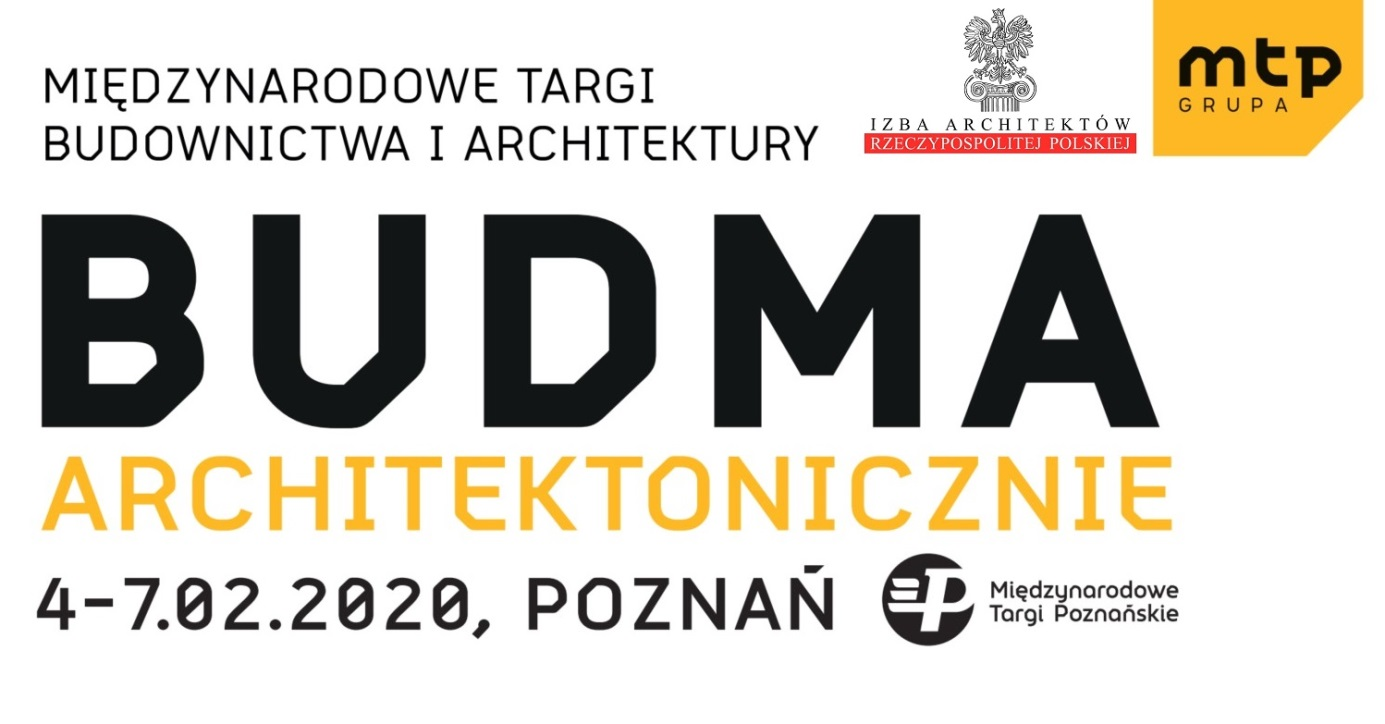 MIĘDZYNARODOWE TARGI
BUDOWNICTWA I ARCHITEKTURY
IZBA ARCHITEKTÓW
RZECZYPOSPOLITEJ POLSKIEJ
mtp
GRUPA
BUDMA
ARCHITEKTONICZNIE
4-7.02.2020, POZNAŃ
Międzynarodowe
Targi Poznańskie